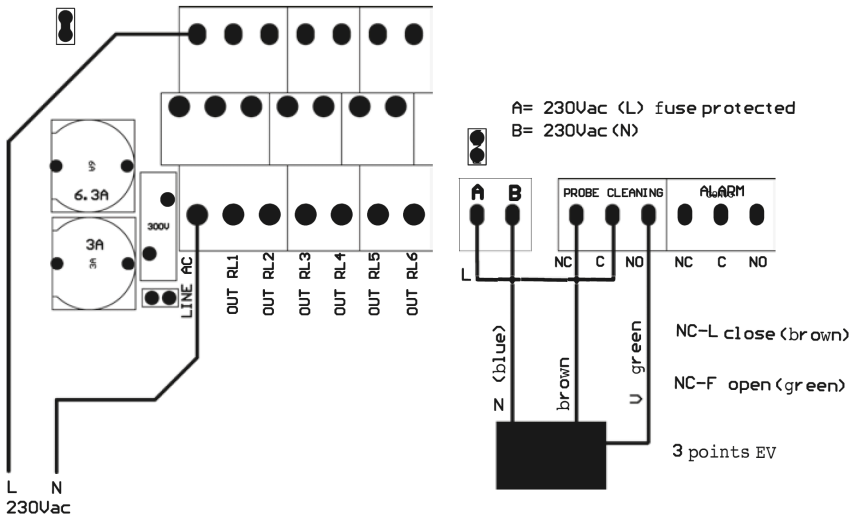 A= 230Vac (L) fuse protected
B= 230Vac (N)
6.3A
3A
3A
300V
LINE AC
OUT RL1
OUT RL2
OUT RL3
OUT RL4
OUT RL5
OUT RL6
A B
PROBE CLEANING
ALARM
NC C NO
NC C NO
L
N (blue)
brown
V green
NC-L close (brown)
NC-F open (green)
3 points EV
L N
230Vac